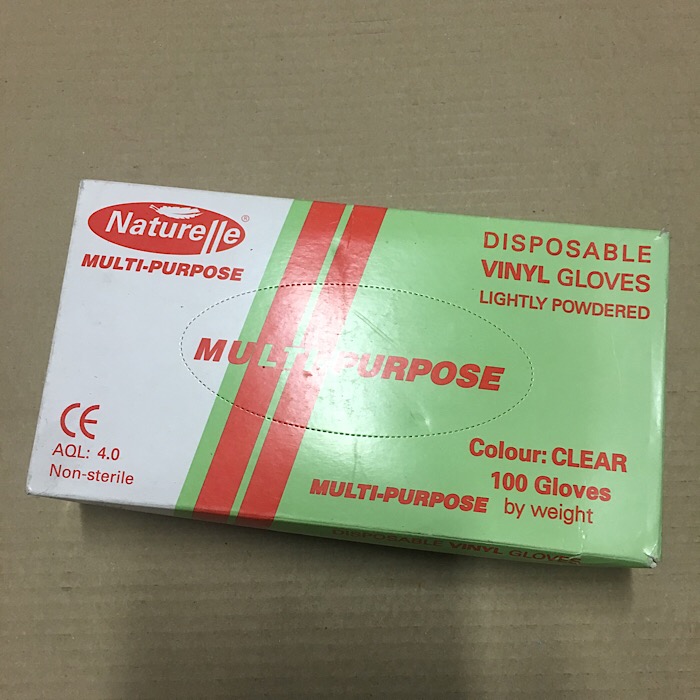 Naturelle®
MULTI-PURPOSE
DISPOSABLE
VINYL GLOVES
LIGHTLY POWDERED
MULTI-PURPOSE
CE
AQL: 4.0
Non-sterile
Colour: CLEAR
100 Gloves
by weight
MULTI-PURPOSE
DISPOSABLE VINYL GLOVES